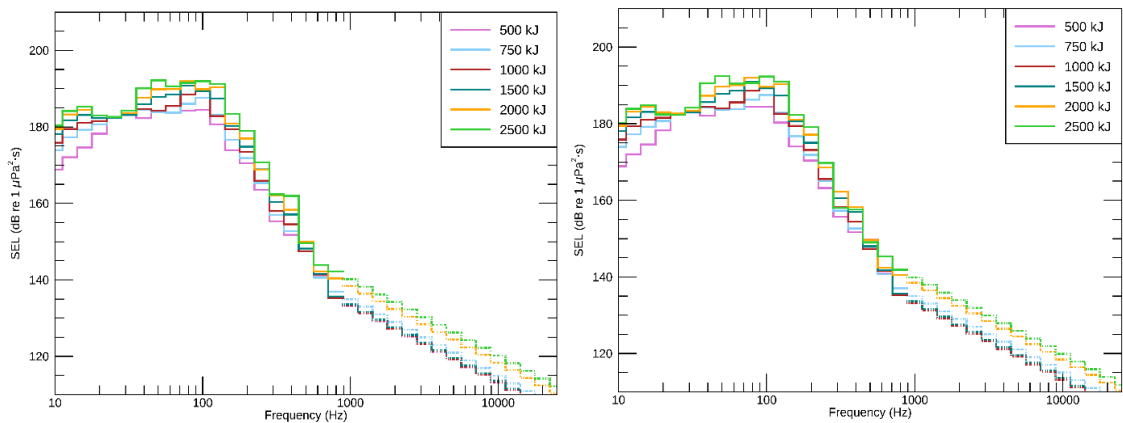 500 kJ
750 kJ
1000 kJ
1500 kJ
2000 kJ
2500 kJ
200
180
160
140
120
SEL (dB re 1 µPa²·s)
10
100
1000
10000
Frequency (Hz)
500 kJ
750 kJ
1000 kJ
1500 kJ
2000 kJ
2500 kJ
200
180
160
140
120
SEL (dB re 1 µPa²·s)
10
100
1000
10000
Frequency (Hz)